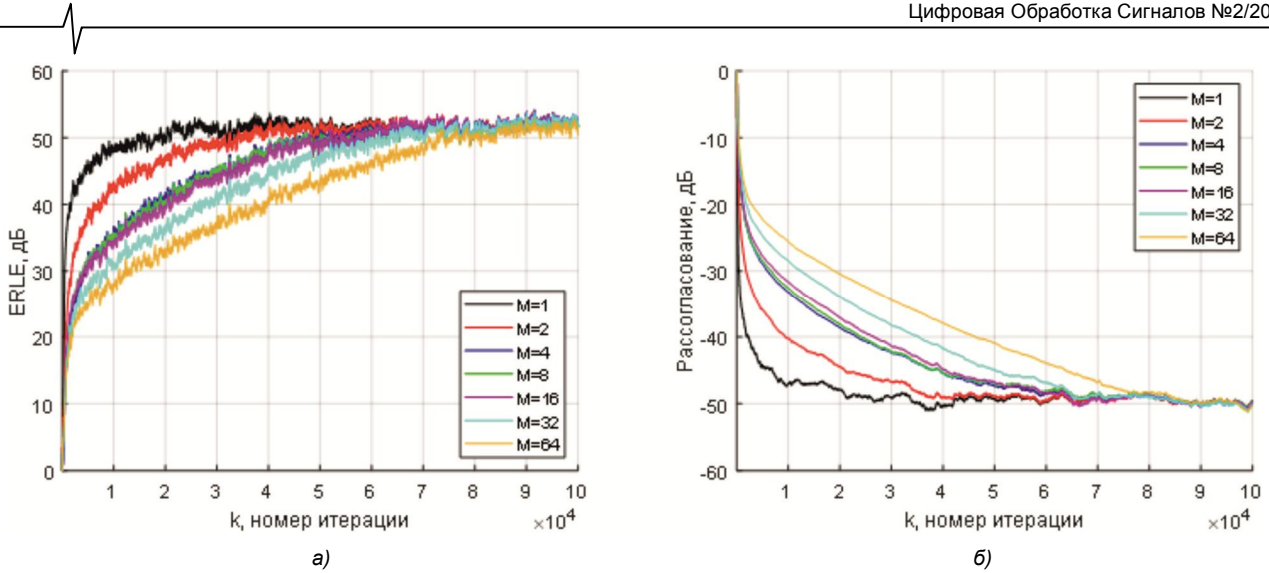 Цифровая Обработка Сигналов №2/20
60
50
40
30
20
10
0
ERLE, дБ
M=1
M=2
M=4
M=8
M=16
M=32
M=64
1 2 3 4 5 6 7 8 9 10
k, номер итерации
×10⁴
а)
0
-10
-20
-30
-40
-50
-60
Рассогласование, дБ
M=1
M=2
M=4
M=8
M=16
M=32
M=64
1 2 3 4 5 6 7 8 9 10
k, номер итерации
×10⁴
б)